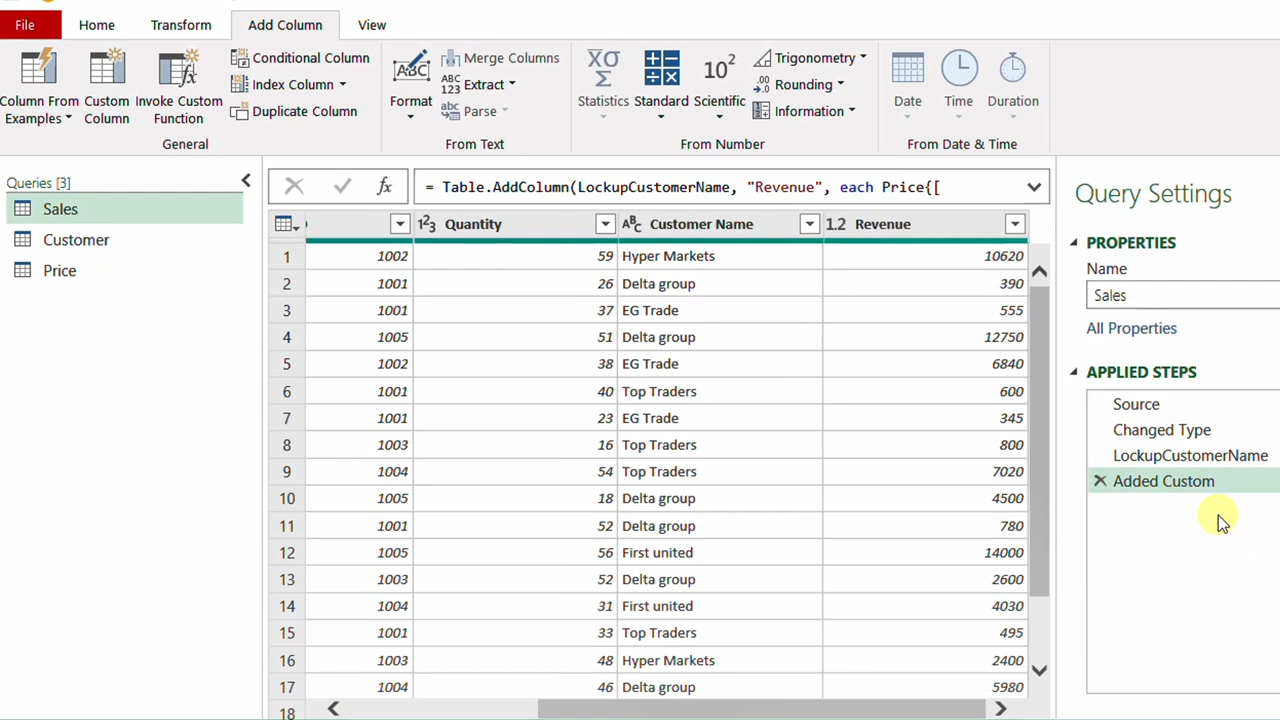 File Home Transform Add Column View
Column From Examples
Custom Column
Invoke Custom Function
Conditional Column
Index Column
Duplicate Column
General
Format
Merge Columns
Extract
Parse
From Text
Statistics
Standard
Scientific
Trigonometry
Rounding
Information
From Number
Date
Time
Duration
From Date & Time
Queries [3]
Sales
Customer
Price
= Table.AddColumn(LockupCustomerName, "Revenue", each Price{[
Quantity Customer Name 1.2 Revenue
1 1002 59 Hyper Markets 10620
2 1001 26 Delta group 390
3 1001 37 EG Trade 555
4 1005 51 Delta group 12750
5 1002 38 EG Trade 6840
6 1001 40 Top Traders 600
7 1001 23 EG Trade 345
8 1003 16 Top Traders 800
9 1004 54 Top Traders 7020
10 1005 18 Delta group 4500
11 1001 52 Delta group 780
12 1005 56 First united 14000
13 1003 52 Delta group 2600
14 1004 31 First united 4030
15 1001 33 Top Traders 495
16 1003 48 Hyper Markets 2400
17 1004 46 Delta group 5980
18
Query Settings
PROPERTIES
Name
Sales
All Properties
APPLIED STEPS
Source
Changed Type
LockupCustomerName
Added Custom